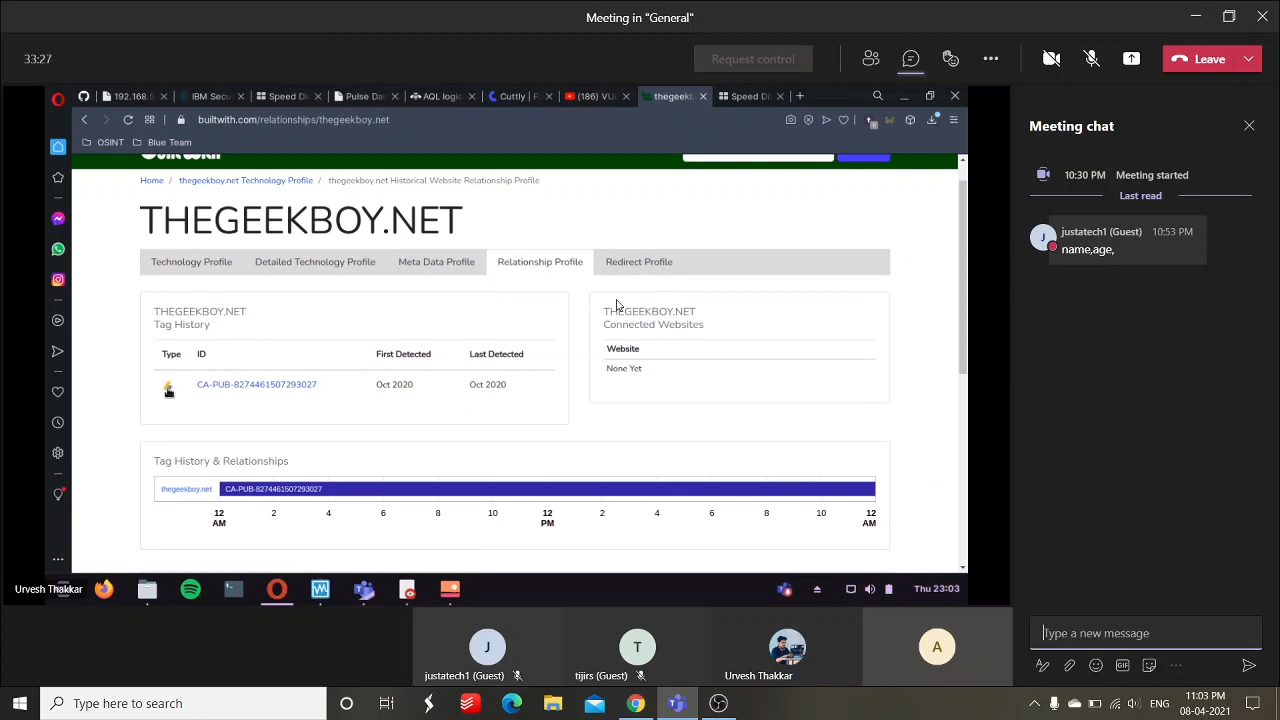 Meeting in "General"
33:27
Request control
Leave
192.168.
IBM Sec
Speed Di
Pulse Das
AQL logic
Cuttly | F
(186) VU
thegeekb
Speed Di
builtwith.com/relationships/thegeekboy.net
OSINT
Blue Team
Home / thegeekboy.net Technology Profile / thegeekboy.net Historical Website Relationship Profile
THEGEEKBOY.NET
Technology Profile
Detailed Technology Profile
Meta Data Profile
Relationship Profile
Redirect Profile
THEGEEKBOY.NET
Tag History
Type ID First Detected Last Detected
CA-PUB-8274461507293027 Oct 2020 Oct 2020
THEGEEKBOY.NET
Connected Websites
Website
None Yet
Tag History & Relationships
thegeekboy.net CA-PUB-8274461507293027
12 AM 2 4 6 8 10 12 PM 2 4 6 8 10 12 AM
Urvesh Thakkar
Thu 23:03
Meeting chat
10:30 PM Meeting started
Last read
J
justatech1 (Guest) 10:53 PM
name,age,
Type a new message
GIF
J
T
A
justatech1 (Guest)
tijirs (Guest)
Urvesh Thakkar
Type here to search
ENG
11:03 PM
08-04-2021